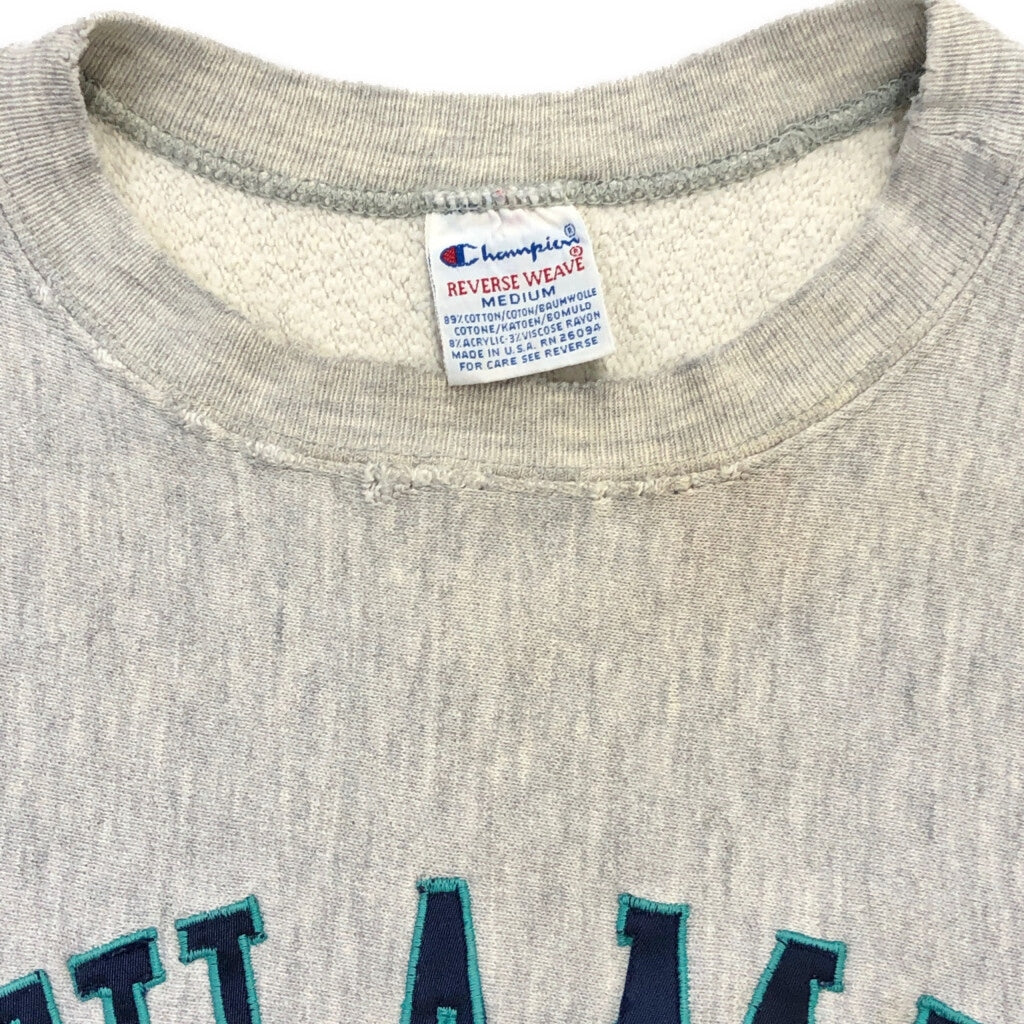 Champion®
REVERSE WEAVE®
MEDIUM
89% COTTON/COTON/BAUMWOLLE
COTONE/KATOEN/BOMULD
8% ACRYLIC-3% VISCOSE RAYON
MADE IN U.S.A. RN 26094
FOR CARE SEE REVERSE